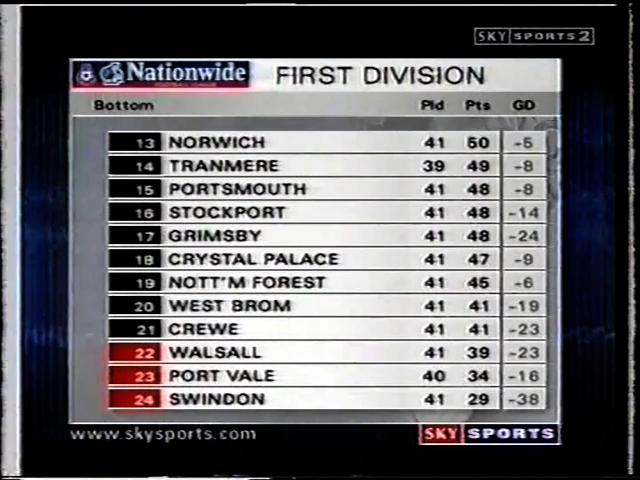 SKY SPORTS 2
Nationwide FIRST DIVISION
FOOTBALL LEAGUE
Bottom Pld Pts GD
13 NORWICH 41 50 -5
14 TRANMERE 39 49 -8
15 PORTSMOUTH 41 48 -8
16 STOCKPORT 41 48 -14
17 GRIMSBY 41 48 -24
18 CRYSTAL PALACE 41 47 -9
19 NOTT'M FOREST 41 45 -6
20 WEST BROM 41 41 -19
21 CREWE 41 41 -23
22 WALSALL 41 39 -23
23 PORT VALE 40 34 -16
24 SWINDON 41 29 -38
www.skysports.com SKY SPORTS